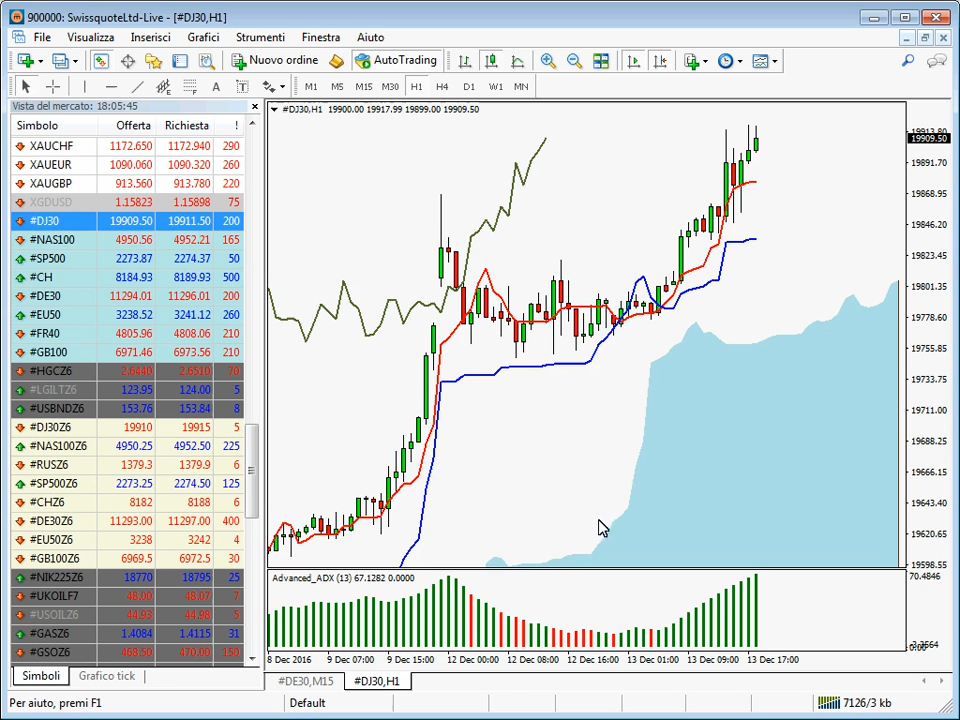 900000: SwissquoteLtd-Live - [#DJ30,H1]
File Visualizza Inserisci Grafici Strumenti Finestra Aiuto
Nuovo ordine AutoTrading
A T M1 M5 M15 M30 H1 H4 D1 W1 MN
Vista del mercato: 18:05:45
Simbolo Offerta Richiesta !
XAUCHF 1172.650 1172.940 290
XAUEUR 1090.060 1090.320 260
XAUGBP 913.560 913.780 220
XGDUSD 1.15823 1.15898 75
#DJ30 19909.50 19911.50 200
#NAS100 4950.56 4952.21 165
#SP500 2273.87 2274.37 50
#CH 8184.93 8189.93 500
#DE30 11294.01 11296.01 200
#EU50 3238.52 3241.12 260
#FR40 4805.96 4808.06 210
#GB100 6971.46 6973.56 210
#HGCZ6 2.6440 2.6510 70
#LGILTZ6 123.95 124.00 5
#USBNDZ6 153.76 153.84 8
#DJ30Z6 19910 19915 5
#NAS100Z6 4950.25 4952.50 225
#RUSZ6 1379.3 1379.9 6
#SP500Z6 2273.25 2274.50 125
#CHZ6 8182 8188 6
#DE30Z6 11293.00 11297.00 400
#EU50Z6 3238 3242 4
#GB100Z6 6969.5 6972.5 30
#NIK225Z6 18770 18795 25
#UKOILF7 48.00 48.07 7
#USOILZ6 44.93 44.98 5
#GASZ6 1.4084 1.4115 31
#GSOZ6 468.50 470.00 150
Simboli Grafico tick
#DJ30,H1 19900.00 19917.99 19899.00 19909.50
19913.80
19909.50
19891.70
19868.95
19846.20
19823.45
19801.35
19778.60
19755.85
19733.75
19711.00
19688.25
19666.15
19643.40
19620.65
19598.55
Advanced_ADX (13) 67.1282 0.0000
70.4846
0.00
8 Dec 2016 9 Dec 07:00 9 Dec 15:00 12 Dec 00:00 12 Dec 08:00 12 Dec 16:00 13 Dec 01:00 13 Dec 09:00 13 Dec 17:00
#DE30,M15 #DJ30,H1
Per aiuto, premi F1 Default 7126/3 kb